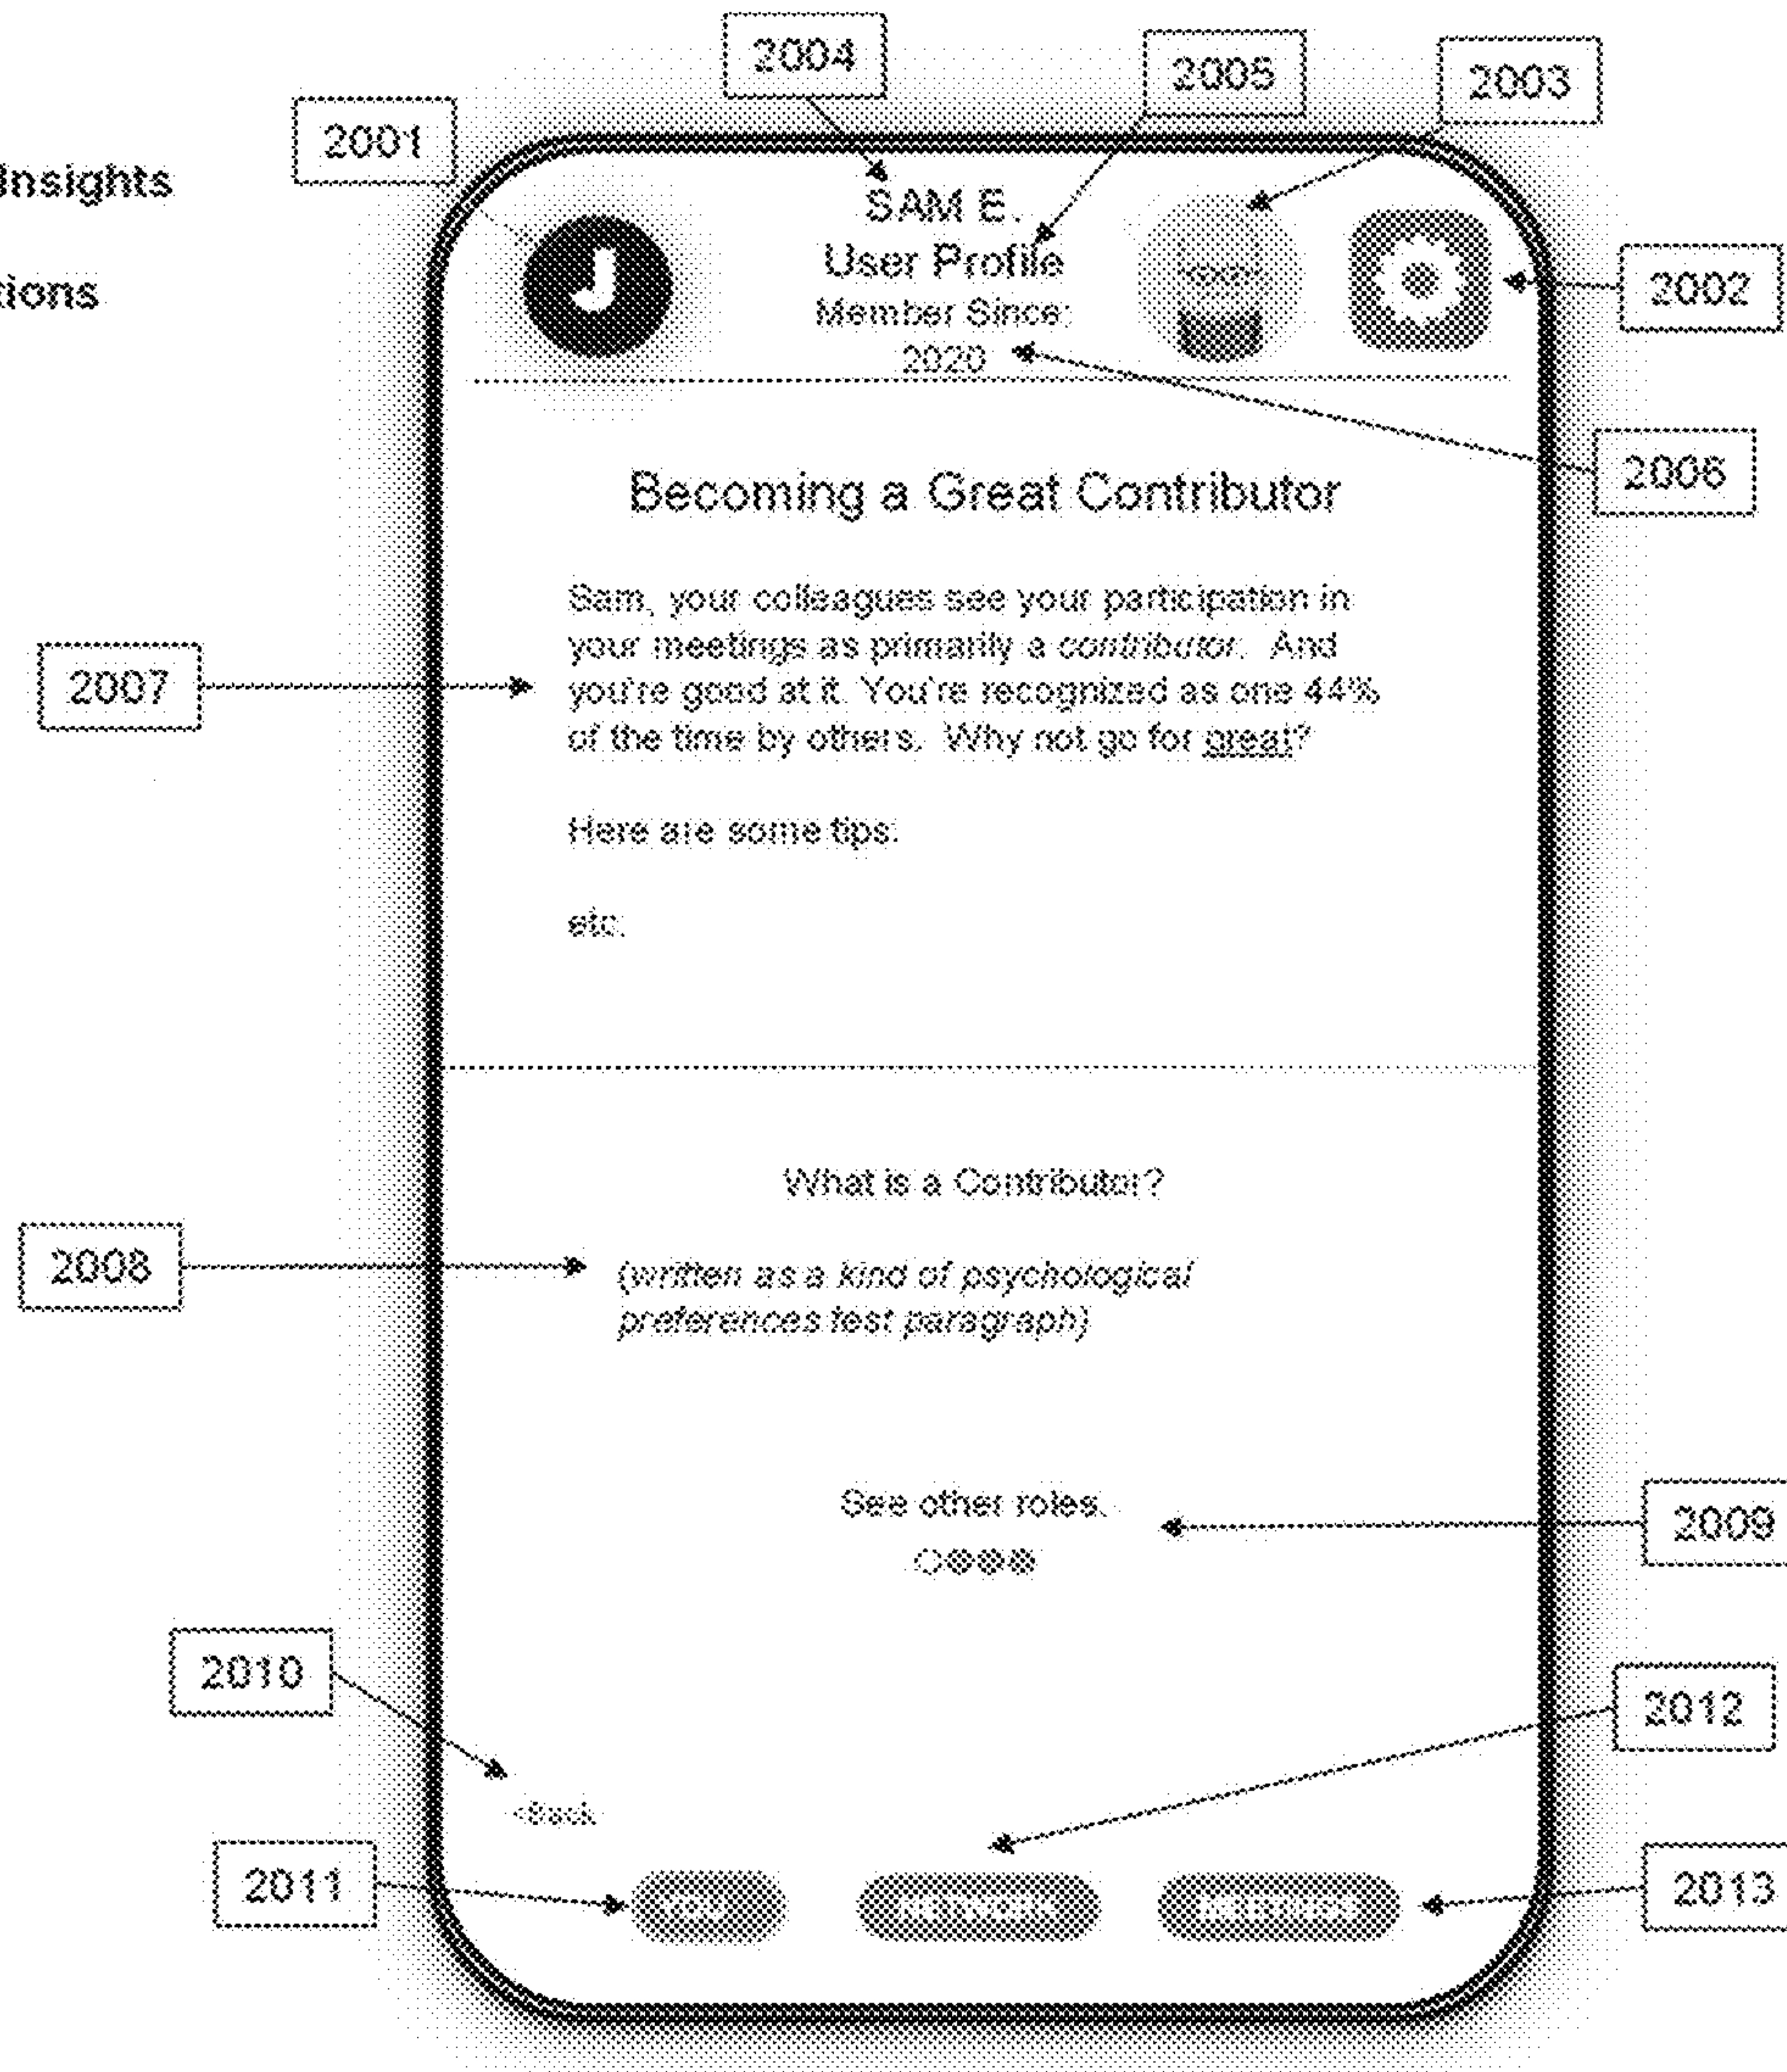 2004
2005
2003
2001
Insights
tions
J
SAM E.
User Profile
Member Since:
2020
2002
2006
Becoming a Great Contributor
Sam, your colleagues see your participation in
your meetings as primarily a contributor. And
you're good at it. You're recognized as one 44%
of the time by others. Why not go for great?
2007
Here are some tips:
etc.
What is a Contributor?
2008
(written as a kind of psychological
preferences test paragraph)
See other roles.
2009
2010
2012
<Back
2011
NETWORK
MEETINGS
2013